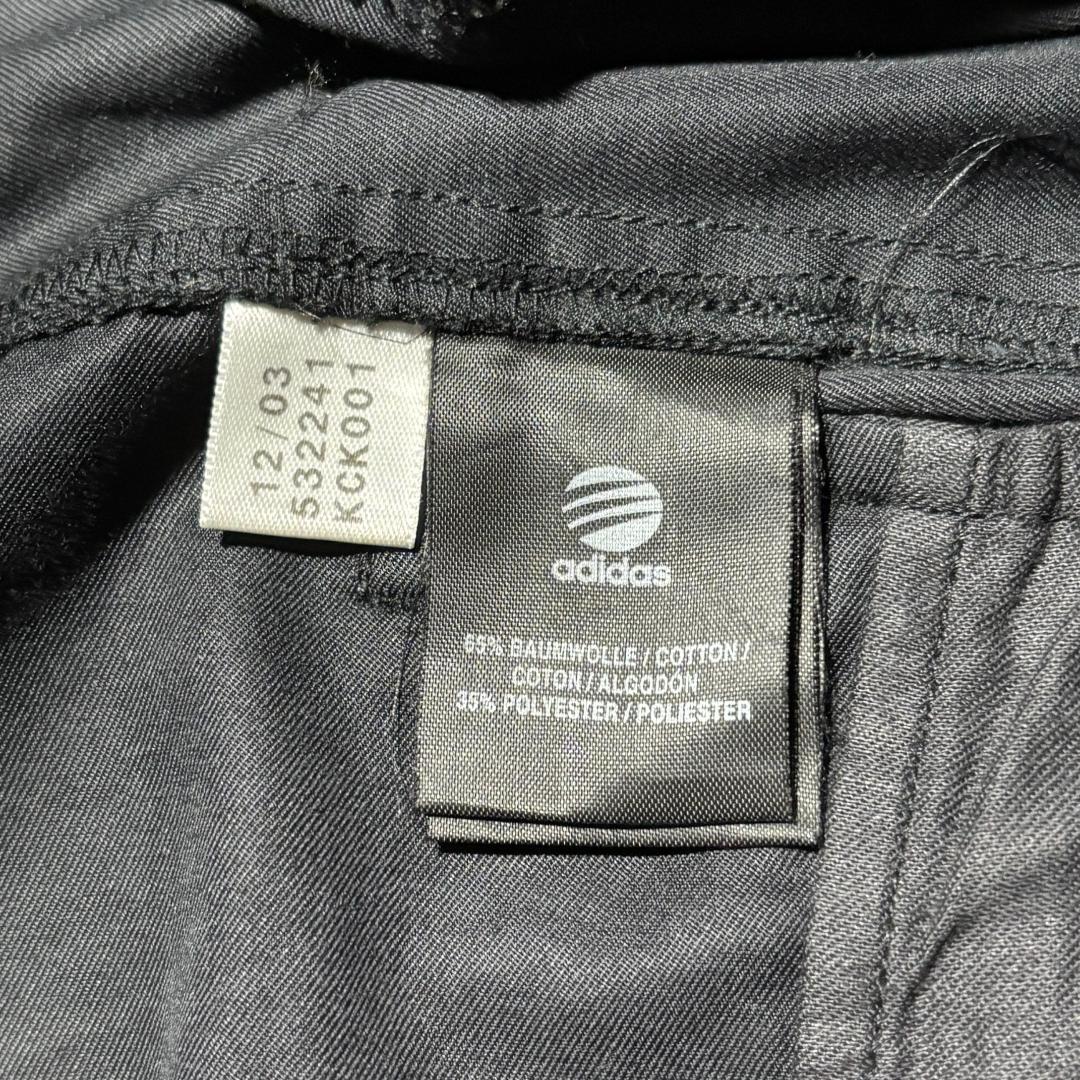 12/03
532241
KCK001
adidas
65% BAUMWOLLE / COTTON /
COTON / ALGODÓN
35% POLYESTER / POLIESTER